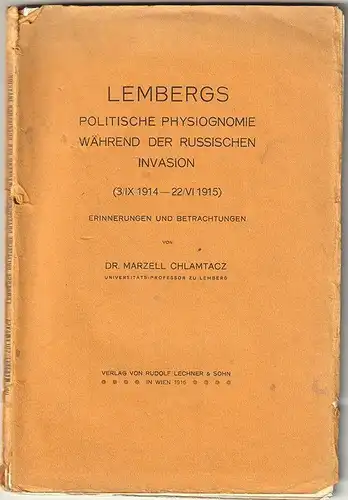 LEMBERGS
POLITISCHE PHYSIOGNOMIE
WÄHREND DER RUSSISCHEN
INVASION
(3/IX 1914—22/VI 1915)
ERINNERUNGEN UND BETRACHTUNGEN
VON
DR. MARZELL CHLAMTACZ
UNIVERSITÄTS-PROFESSOR ZU LEMBERG
VERLAG VON RUDOLF LECHNER & SOHN
IN WIEN 1916